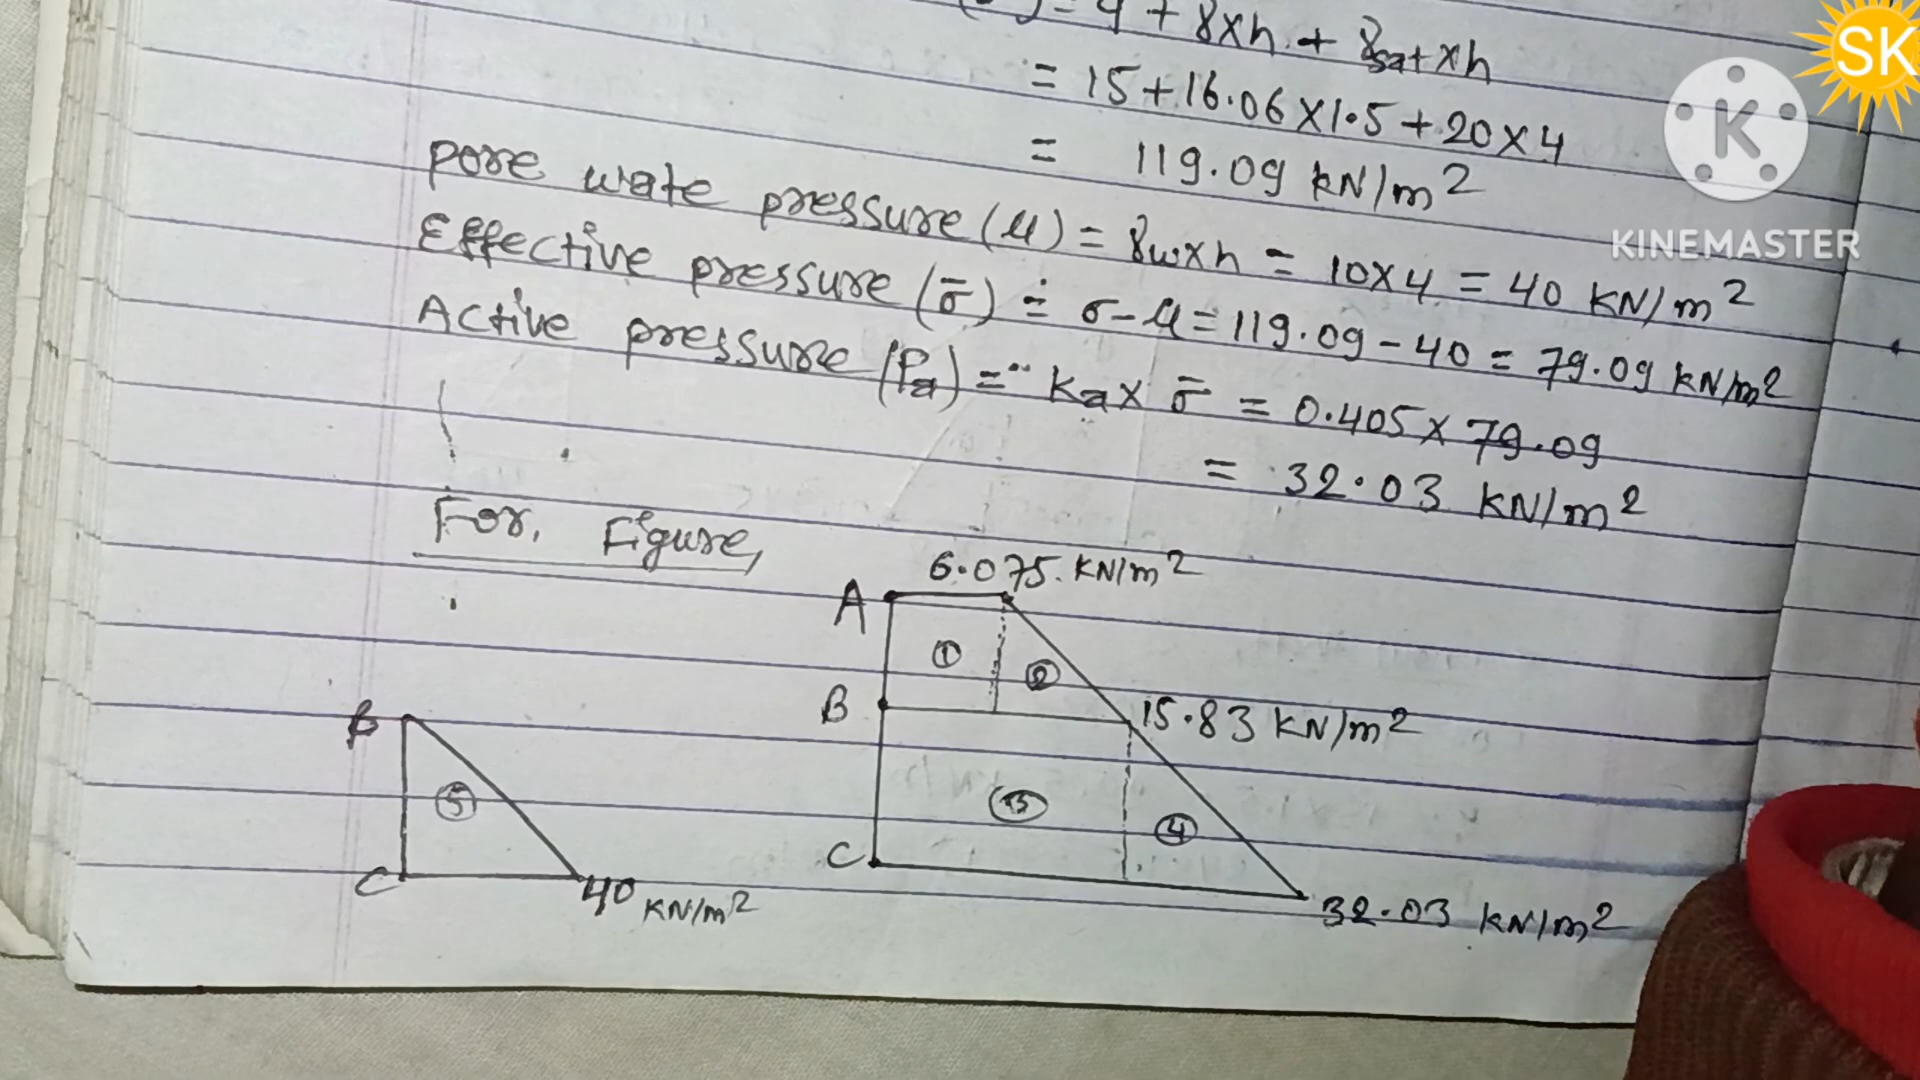 = q + 8×h + 8sat×h
= 15+16.06×1.5+20×4
= 119.09 kN/m2
pore wate pressure (u) = 8w×h = 10×4 = 40 KN/m2
Effective pressure (σ̄) = σ-u = 119.09-40 = 79.09 kN/m2
Active pressure (Pa) = Ka× σ̄ = 0.405×79.09
= 32.03 KN/m2
For, Figure,
6.075 KN/m2
A
1
2
B
15.83 KN/m2
3
4
C
32.03 KN/m2
B
5
C
40 KN/m2
SK
K
KINEMASTER